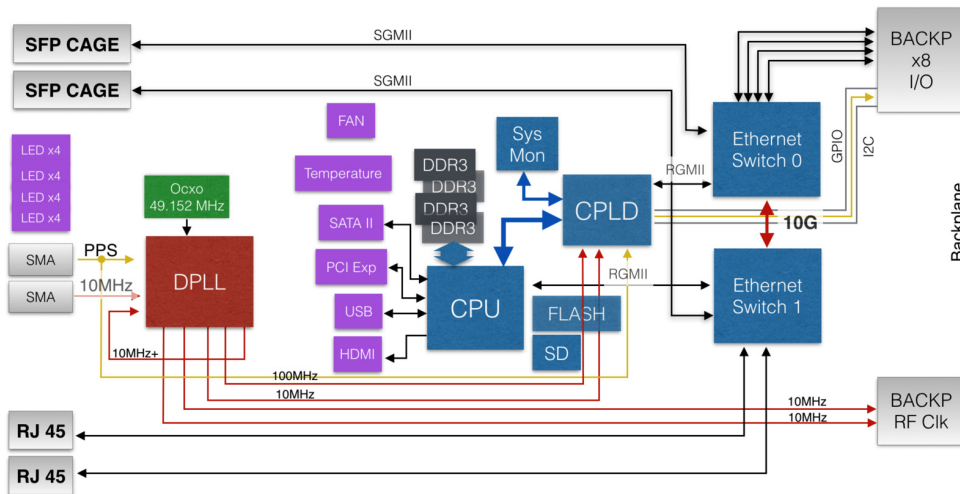 SFP CAGE
SGMII
BACKP
x8
I/O
SFP CAGE
SGMII
FAN
Sys
Mon
Ethernet
Switch 0
GPIO
I2C
LED x4
LED x4
LED x4
LED x4
Ocxo
49.152 MHz
Temperature
DDR3
DDR3
DDR3
DDR3
RGMII
CPLD
SATA II
10G
Backplane
SMA
PPS
DPLL
PCI Exp
CPU
RGMII
Ethernet
Switch 1
SMA
10MHz
USB
FLASH
HDMI
SD
10MHz+
100MHz
10MHz
10MHz
10MHz
BACKP
RF Clk
RJ 45
RJ 45